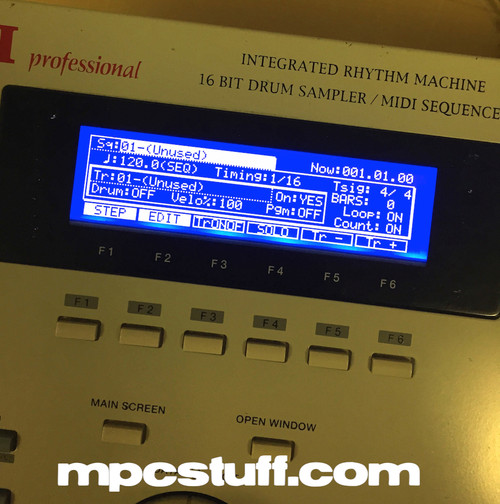 professional
INTEGRATED RHYTHM MACHINE
16 BIT DRUM SAMPLER / MIDI SEQUENCE
Sq:01-(Unused)
Now:001.01.00
♩:120.0(SEQ) Timing:1/16
Tsig: 4/ 4
BARS: 0
Tr:01-(Unused) On:YES
Loop: ON
Drum:OFF Velo%:100 Pgm:OFF
Count: ON
STEP EDIT TrONOF SOLO Tr - Tr +
F1 F2 F3 F4 F5 F6
F1 F2 F3 F4 F5 F6
MAIN SCREEN
OPEN WINDOW
mpcstuff.com